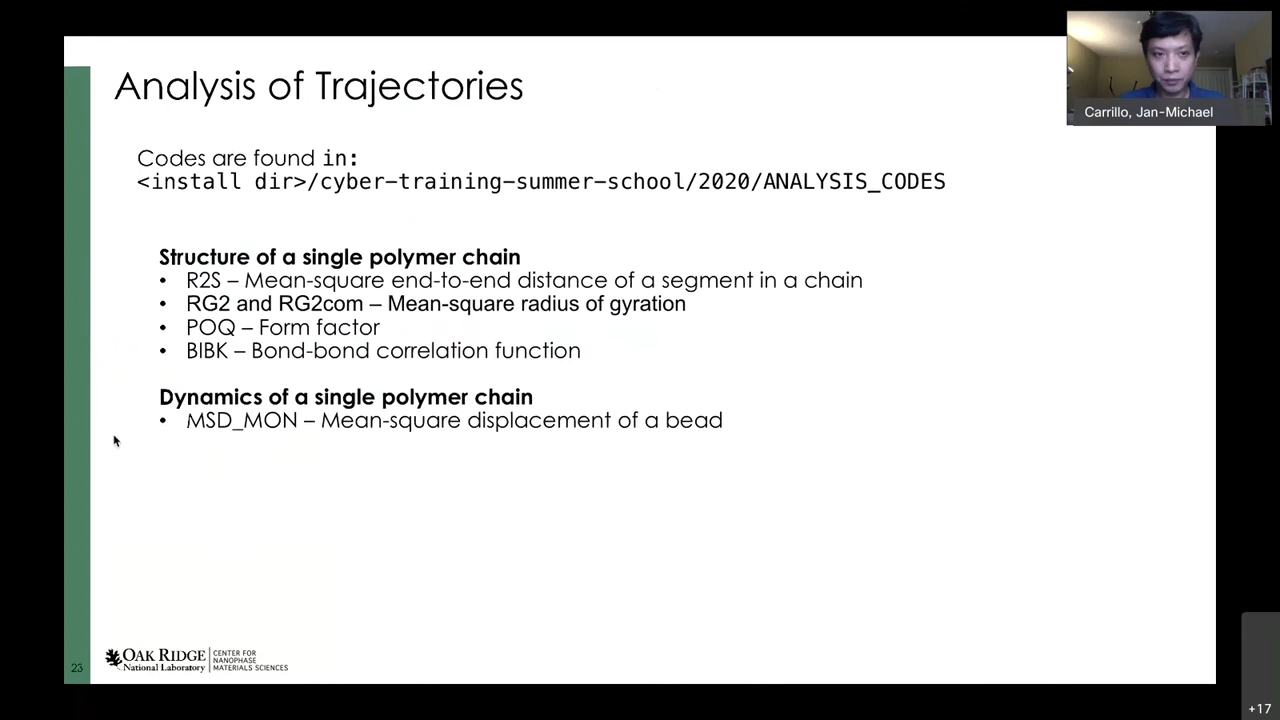 Analysis of Trajectories
Carrillo, Jan-Michael
Codes are found in:
<install dir>/cyber-training-summer-school/2020/ANALYSIS_CODES
Structure of a single polymer chain
• R2S – Mean-square end-to-end distance of a segment in a chain
• RG2 and RG2com – Mean-square radius of gyration
• POQ – Form factor
• BIBK – Bond-bond correlation function
Dynamics of a single polymer chain
• MSD_MON – Mean-square displacement of a bead
23
OAK RIDGE
National Laboratory
CENTER FOR
NANOPHASE
MATERIALS SCIENCES
+17